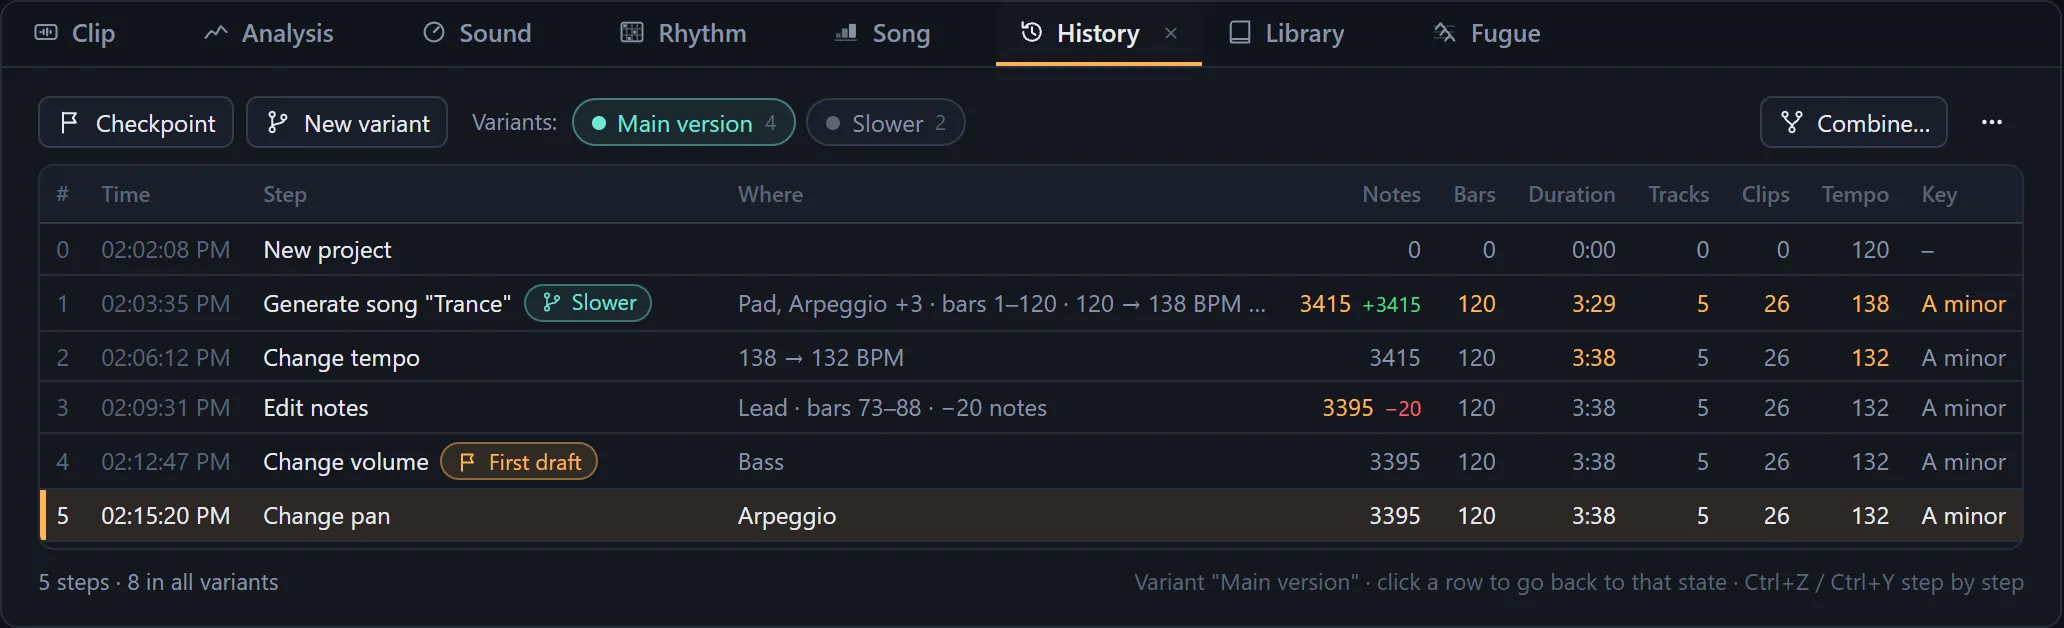 Clip Analysis Sound Rhythm Song History × Library Fugue
Checkpoint New variant Variants: Main version 4 Slower 2 Combine... ...
# Time Step Where Notes Bars Duration Tracks Clips Tempo Key
0 02:02:08 PM New project 0 0 0:00 0 0 120 –
1 02:03:35 PM Generate song "Trance" Slower Pad, Arpeggio +3 · bars 1–120 · 120 → 138 BPM ... 3415 +3415 120 3:29 5 26 138 A minor
2 02:06:12 PM Change tempo 138 → 132 BPM 3415 120 3:38 5 26 132 A minor
3 02:09:31 PM Edit notes Lead · bars 73–88 · −20 notes 3395 −20 120 3:38 5 26 132 A minor
4 02:12:47 PM Change volume First draft Bass 3395 120 3:38 5 26 132 A minor
5 02:15:20 PM Change pan Arpeggio 3395 120 3:38 5 26 132 A minor
5 steps · 8 in all variants Variant "Main version" · click a row to go back to that state · Ctrl+Z / Ctrl+Y step by step